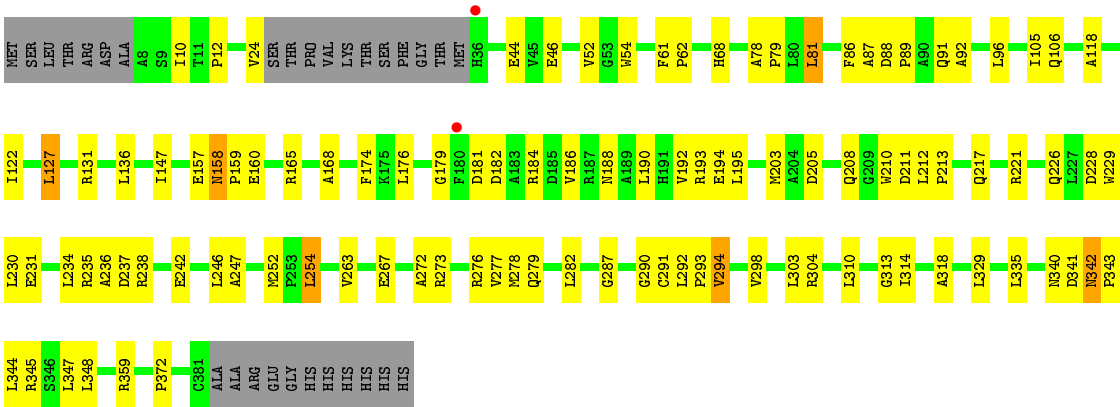 MET SER LEU THR ARG ASP ALA A8 S9 I10 T11 P12 V24 SER THR PRO VAL LYS THR SER PHE GLY THR MET H36 E44 V45 E46 V52 G53 W54 F61 P62 H68 A78 P79 L80 L81 F86 A87 D88 P89 A90 Q91 A92 L96 I105 Q106 A118
I122 L127 R131 L136 I147 E157 N158 P159 E160 R165 A168 F174 K175 L176 G179 F180 D181 D182 A183 R184 D185 V186 R187 N188 A189 L190 H191 V192 R193 E194 L195 M203 A204 D205 Q208 G209 W210 D211 L212 P213 Q217 R221 Q226 L227 D228 W229
L230 E231 L234 R235 A236 D237 R238 E242 L246 A247 M252 P253 L254 V263 E267 A272 R273 R276 V277 M278 Q279 L282 G287 G290 C291 L292 P293 V294 V298 L303 R304 L310 G313 I314 A318 L329 L335 N340 D341 N342 P343
L344 R345 S346 L347 L348 R359 P372 C381 ALA ALA ARG GLU GLY HIS HIS HIS HIS HIS HIS